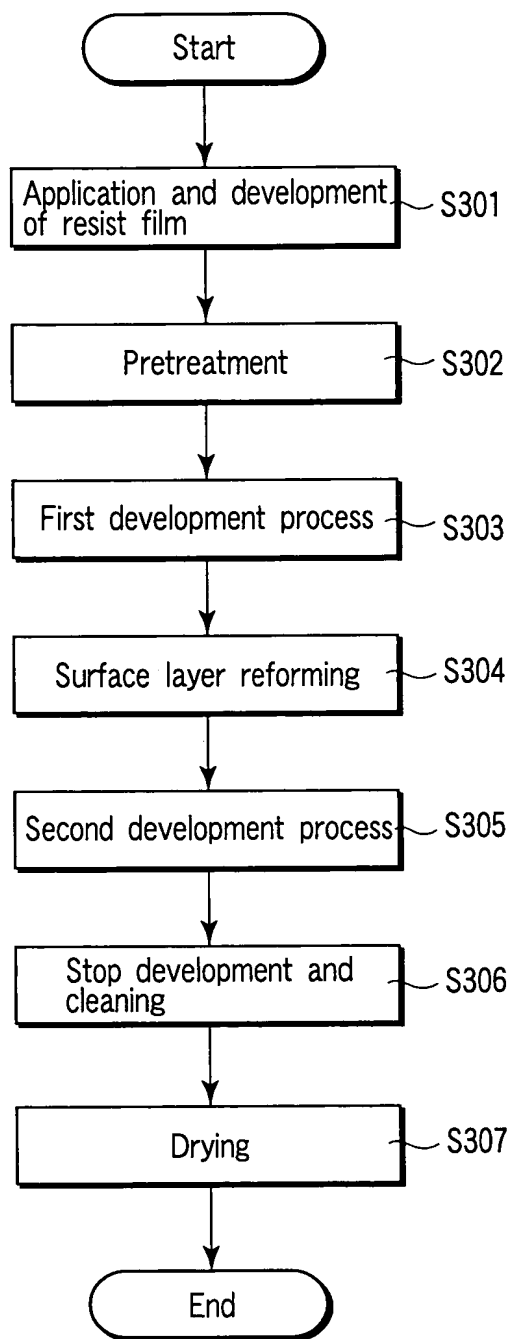 Start
Application and development
of resist film
S301
Pretreatment
S302
First development process
S303
Surface layer reforming
S304
Second development process
S305
Stop development and
cleaning
S306
Drying
S307
End